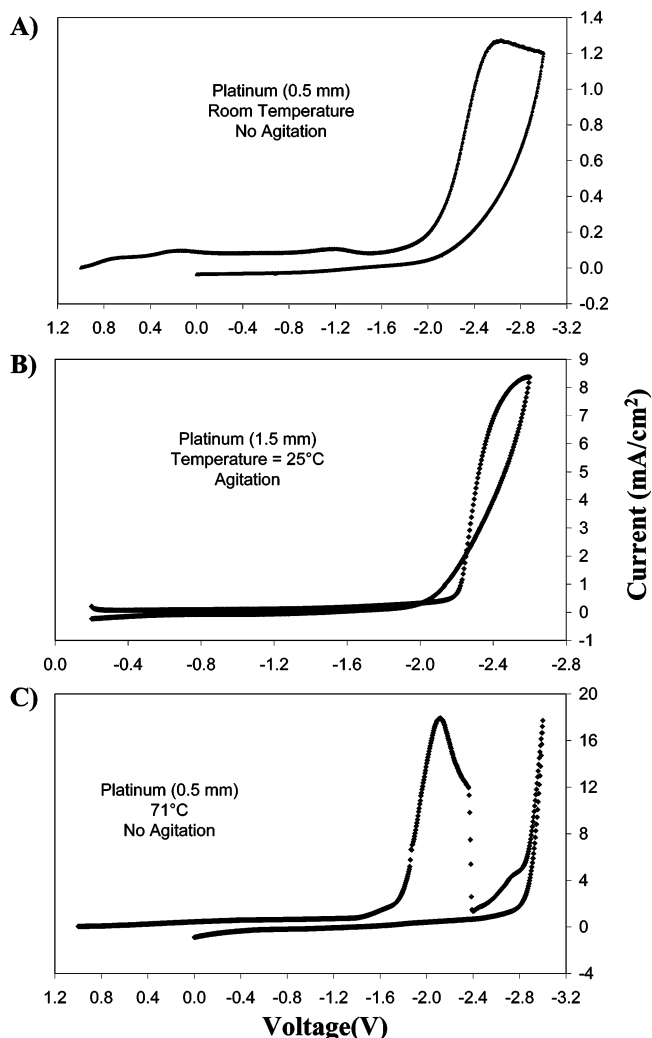 A)
Platinum (0.5 mm)
Room Temperature
No Agitation
1.4
1.2
1.0
0.8
0.6
0.4
0.2
0.0
-0.2
1.2 0.8 0.4 0.0 -0.4 -0.8 -1.2 -1.6 -2.0 -2.4 -2.8 -3.2
B)
Platinum (1.5 mm)
Temperature = 25°C
Agitation
9
8
7
6
5
4
3
2
1
0
-1
0.0 -0.4 -0.8 -1.2 -1.6 -2.0 -2.4 -2.8
Current (mA/cm²)
C)
Platinum (0.5 mm)
71°C
No Agitation
20
16
12
8
4
0
-4
1.2 0.8 0.4 0.0 -0.4 -0.8 -1.2 -1.6 -2.0 -2.4 -2.8 -3.2
Voltage(V)